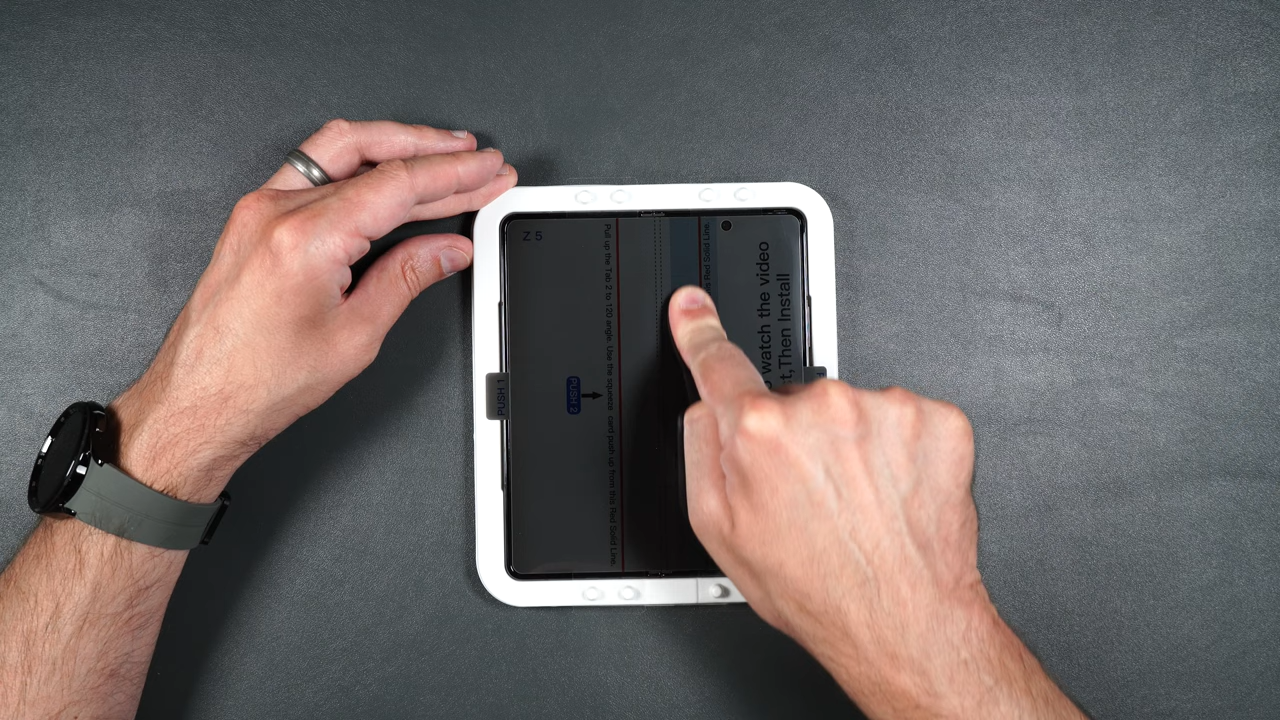 Z 5
Pull up the Tab 2 to 120 angle. Use the squeeze card push up from this Red Solid Line.
PUSH 1
PUSH 2
Red Solid Line.
watch the video
Then Install